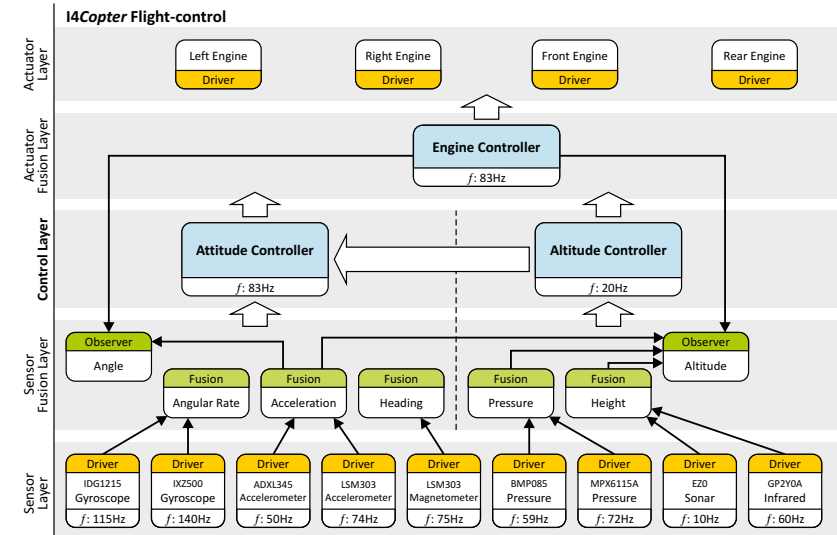 I4Copter Flight-control
Actuator
Layer
Left Engine
Driver
Right Engine
Driver
Front Engine
Driver
Rear Engine
Driver
Actuator
Fusion Layer
Engine Controller
f: 83Hz
Control Layer
Attitude Controller
f: 83Hz
Altitude Controller
f: 20Hz
Sensor
Fusion Layer
Observer
Angle
Fusion
Angular Rate
Fusion
Acceleration
Fusion
Heading
Fusion
Pressure
Fusion
Height
Observer
Altitude
Sensor
Layer
Driver
IDG1215
Gyroscope
f: 115Hz
Driver
IXZ500
Gyroscope
f: 140Hz
Driver
ADXL345
Accelerometer
f: 50Hz
Driver
LSM303
Accelerometer
f: 74Hz
Driver
LSM303
Magnetometer
f: 75Hz
Driver
BMP085
Pressure
f: 59Hz
Driver
MPX6115A
Pressure
f: 72Hz
Driver
EZ0
Sonar
f: 10Hz
Driver
GP2Y0A
Infrared
f: 60Hz